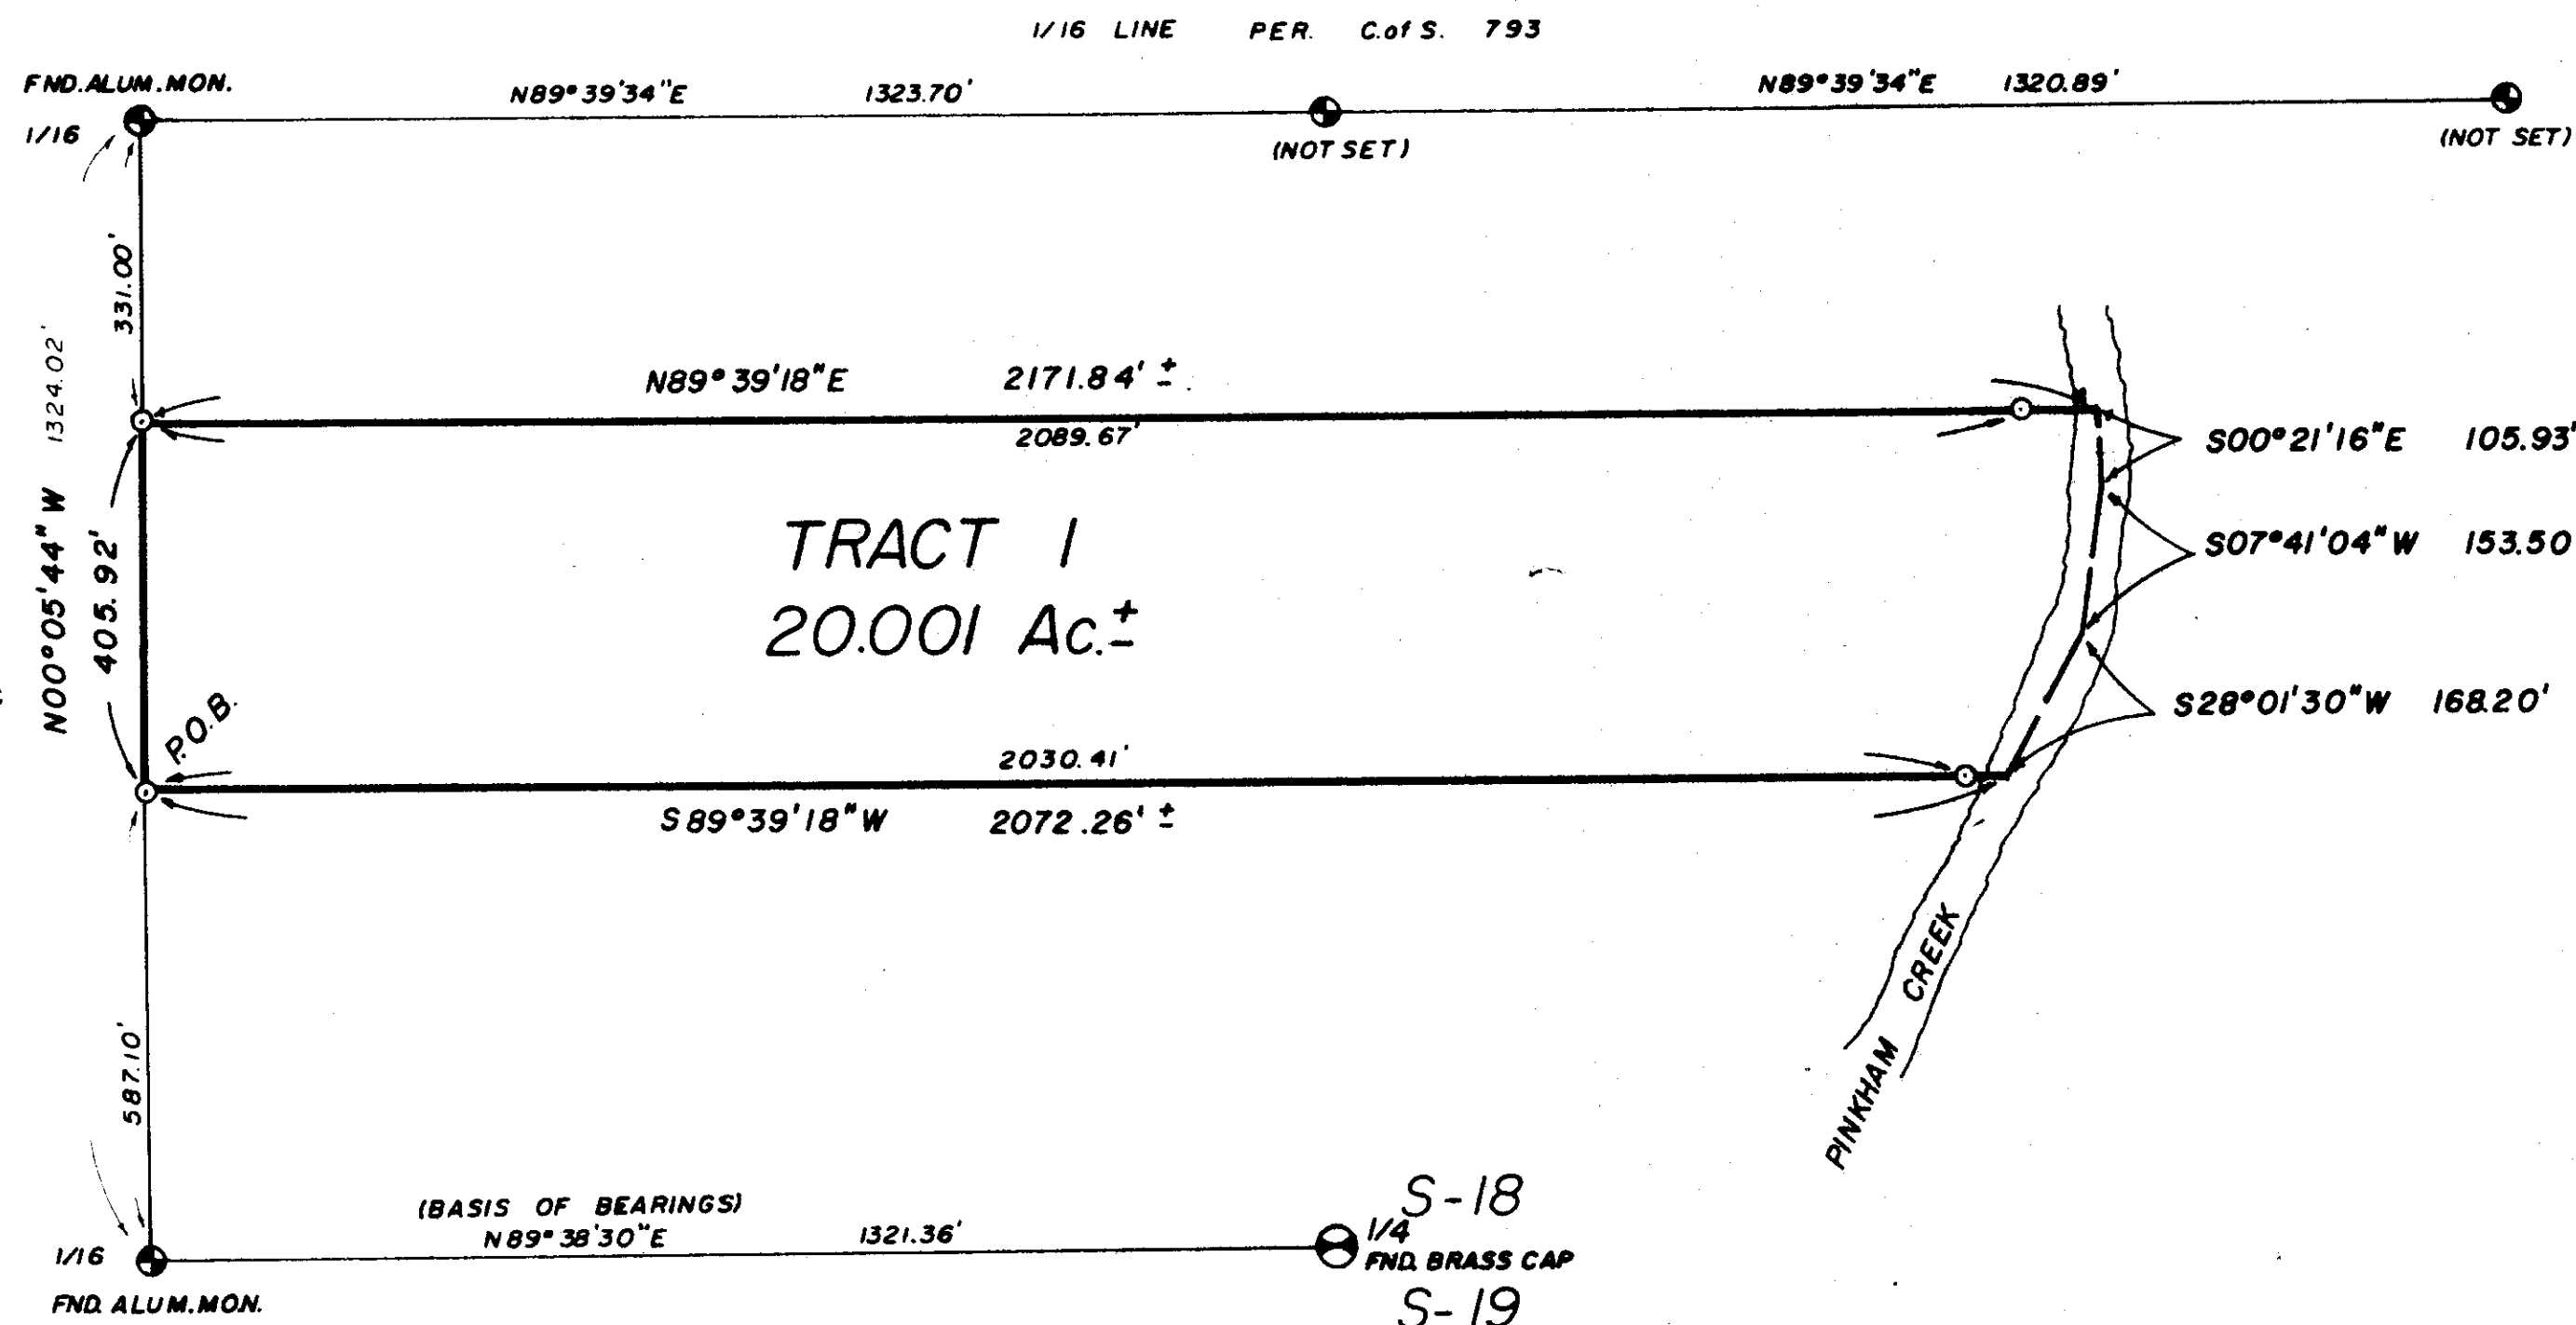 1/16 LINE PER. C.of S. 793
FND. ALUM. MON.
N89°39'34"E 1323.70'
N89°39'34"E 1320.89'
1/16
(NOT SET)
(NOT SET)
331.00'
N00°05'44"W 1324.02'
405.92'
N89°39'18"E 2171.84' ±
2089.67'
S00°21'16"E 105.93'
TRACT 1
20.001 Ac.±
S07°41'04"W 153.50
S28°01'30"W 168.20'
P.O.B.
2030.41'
S89°39'18"W 2072.26' ±
587.10'
PINKHAM CREEK
(BASIS OF BEARINGS)
N89°38'30"E 1321.36'
S-18
1/4
FND. BRASS CAP
S-19
1/16
FND. ALUM. MON.